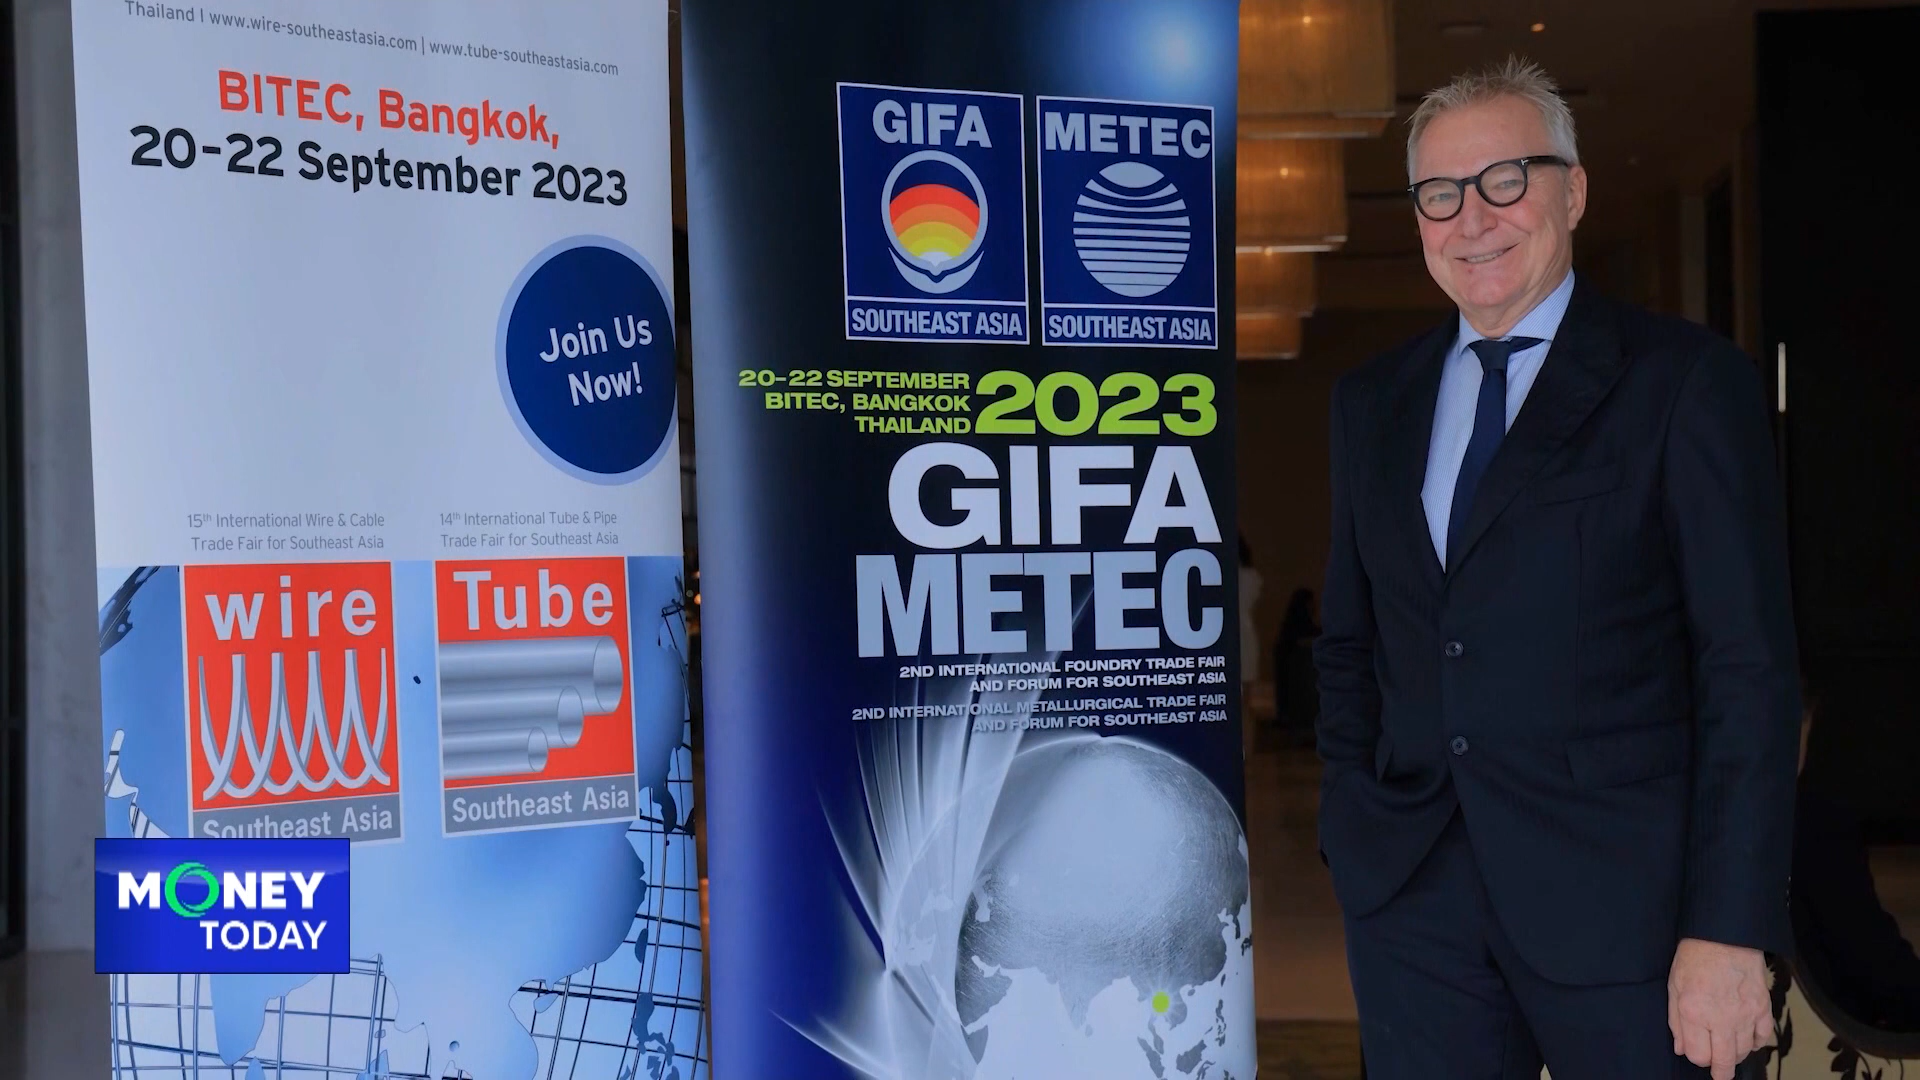 Thailand | www.wire-southeastasia.com | www.tube-southeastasia.com
BITEC, Bangkok,
20-22 September 2023
Join Us
Now!
15th International Wire & Cable
Trade Fair for Southeast Asia
14th International Tube & Pipe
Trade Fair for Southeast Asia
wire
Southeast Asia
Tube
Southeast Asia
GIFA
SOUTHEAST ASIA
METEC
SOUTHEAST ASIA
20-22 SEPTEMBER
BITEC, BANGKOK
THAILAND
2023
GIFA
METEC
2ND INTERNATIONAL FOUNDRY TRADE FAIR
AND FORUM FOR SOUTHEAST ASIA
2ND INTERNATIONAL METALLURGICAL TRADE FAIR
AND FORUM FOR SOUTHEAST ASIA
MONEY
TODAY